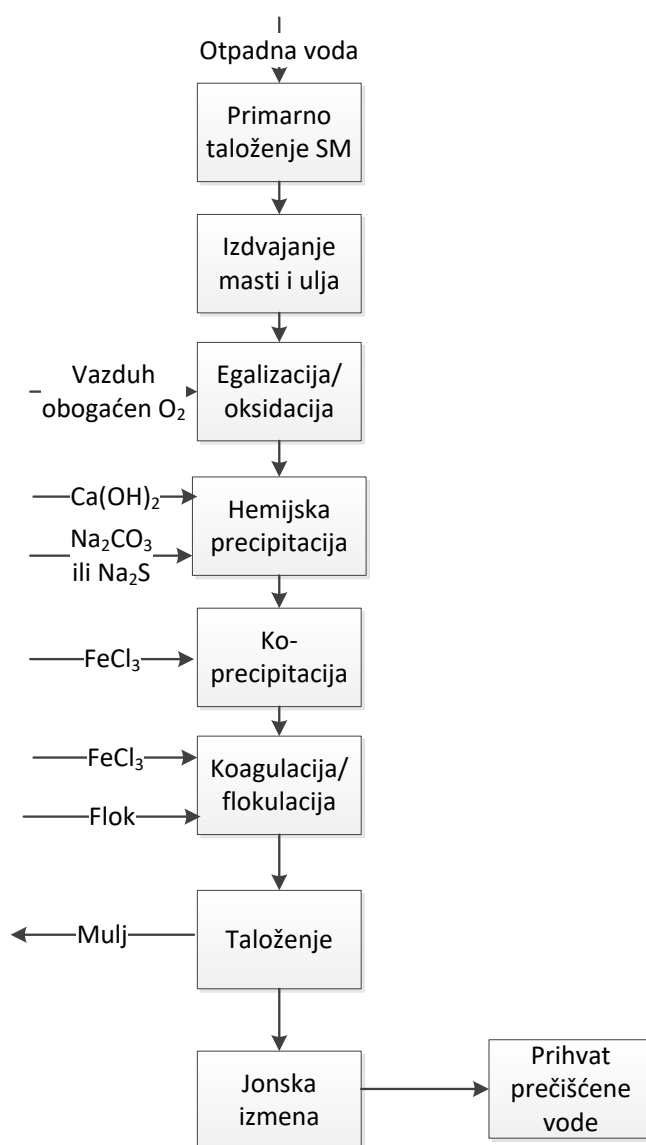 Otpadna voda
Primarno
taloženje SM
Izdvajanje
masti i ulja
Vazduh
obogaćen O₂
Egalizacija/
oksidacija
Ca(OH)₂
Na₂CO₃
ili Na₂S
Hemijska
precipitacija
FeCl₃
Ko-
precipitacija
FeCl₃
Flok
Koagulacija/
flokulacija
Mulj
Taloženje
Jonska
izmena
Prihvat
prečišćene
vode